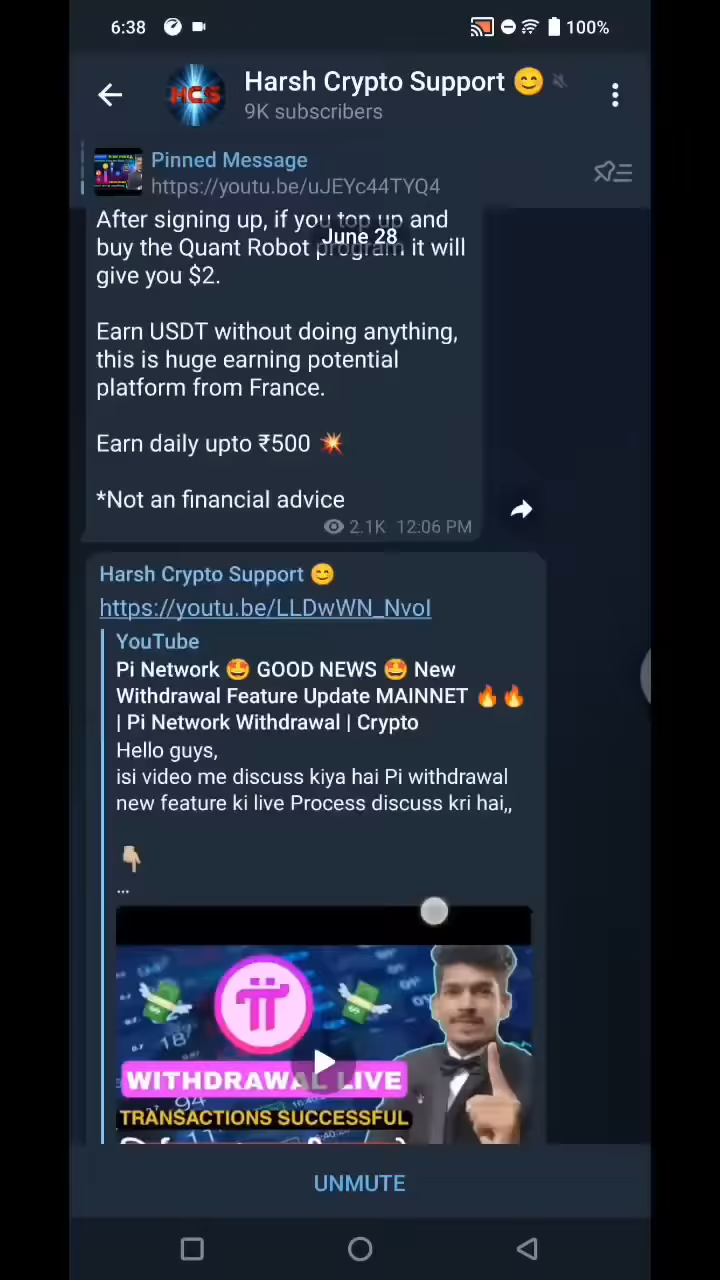 6:38
100%
HCS
Harsh Crypto Support 😊
9K subscribers
Pinned Message
https://youtu.be/uJEYc44TYQ4
After signing up, if you top up and
June 28
buy the Quant Robot program it will
give you $2.
Earn USDT without doing anything,
this is huge earning potential
platform from France.
Earn daily upto ₹500 💥
*Not an financial advice
2.1K 12:06 PM
Harsh Crypto Support 😊
https://youtu.be/LLDwWN_NvoI
YouTube
Pi Network 🤩 GOOD NEWS 🤩 New
Withdrawal Feature Update MAINNET 🔥🔥
| Pi Network Withdrawal | Crypto
Hello guys,
isi video me discuss kiya hai Pi withdrawal
new feature ki live Process discuss kri hai,,
👇🏼
...
WITHDRAWAL LIVE
TRANSACTIONS SUCCESSFUL
UNMUTE